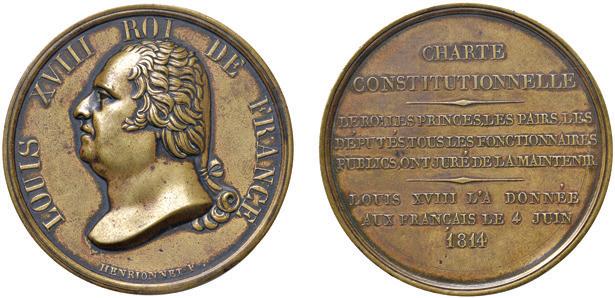 LOUIS XVIII ROI DE FRANCE
HENRIONNET F.
CHARTE
CONSTITUTIONNELLE
LE ROI, LES PRINCES, LES PAIRS, LES
DÉPUTÉS, TOUS LES FONCTIONNAIRES
PUBLICS, ONT JURÉ DE LA MAINTENIR.
LOUIS XVIII L'A DONNÉE
AUX FRANÇAIS LE 4 JUIN
1814